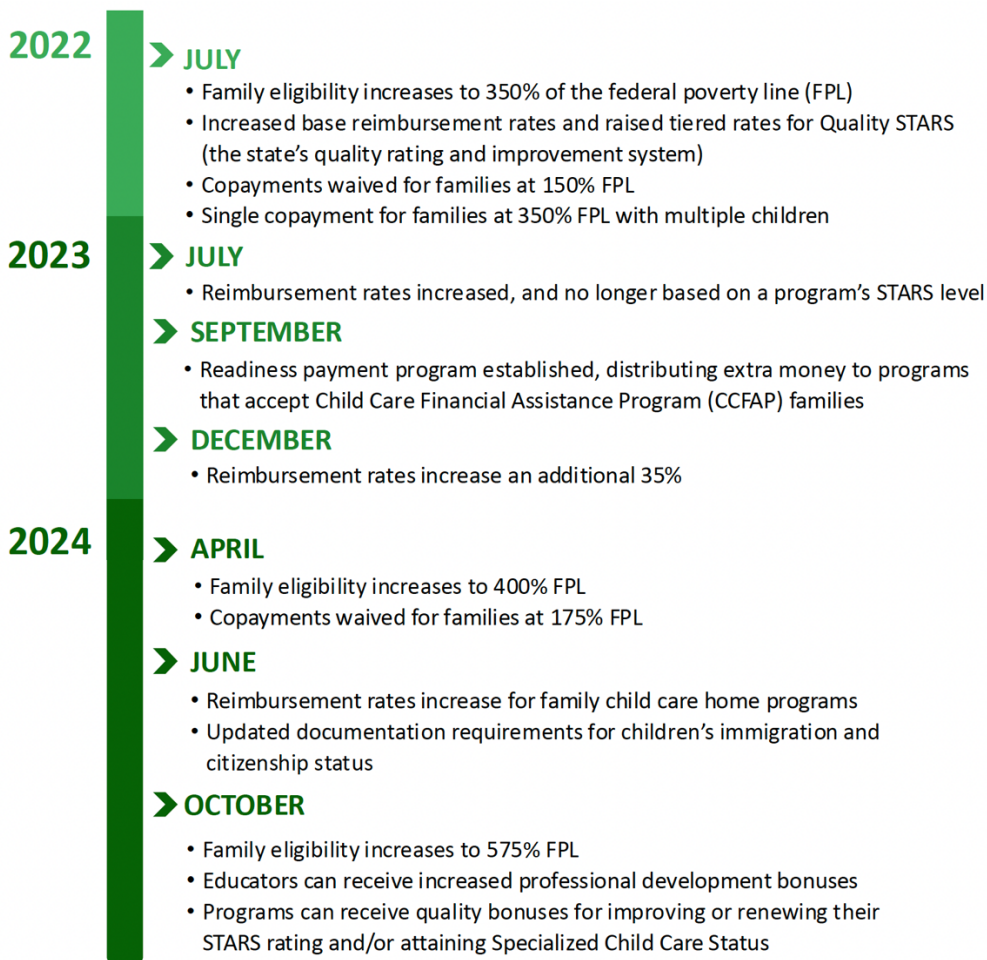 2022
JULY
• Family eligibility increases to 350% of the federal poverty line (FPL)
• Increased base reimbursement rates and raised tiered rates for Quality STARS
(the state’s quality rating and improvement system)
• Copayments waived for families at 150% FPL
• Single copayment for families at 350% FPL with multiple children
2023
JULY
• Reimbursement rates increased, and no longer based on a program’s STARS level
SEPTEMBER
• Readiness payment program established, distributing extra money to programs
that accept Child Care Financial Assistance Program (CCFAP) families
DECEMBER
• Reimbursement rates increase an additional 35%
2024
APRIL
• Family eligibility increases to 400% FPL
• Copayments waived for families at 175% FPL
JUNE
• Reimbursement rates increase for family child care home programs
• Updated documentation requirements for children’s immigration and
citizenship status
OCTOBER
• Family eligibility increases to 575% FPL
• Educators can receive increased professional development bonuses
• Programs can receive quality bonuses for improving or renewing their
STARS rating and/or attaining Specialized Child Care Status